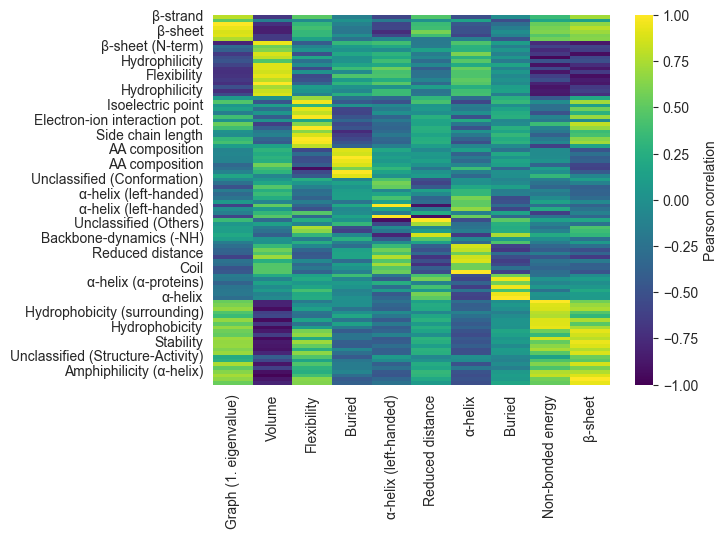 β-strand
β-sheet
β-sheet (N-term)
Hydrophilicity
Flexibility
Hydrophilicity
Isoelectric point
Electron-ion interaction pot.
Side chain length
AA composition
AA composition
Unclassified (Conformation)
α-helix (left-handed)
α-helix (left-handed)
Unclassified (Others)
Backbone-dynamics (-NH)
Reduced distance
Coil
α-helix (α-proteins)
α-helix
Hydrophobicity (surrounding)
Hydrophobicity
Stability
Unclassified (Structure-Activity)
Amphiphilicity (α-helix)
Graph (1. eigenvalue)
Volume
Flexibility
Buried
α-helix (left-handed)
Reduced distance
α-helix
Buried
Non-bonded energy
β-sheet
1.00
0.75
0.50
0.25
0.00
−0.25
−0.50
−0.75
−1.00
Pearson correlation